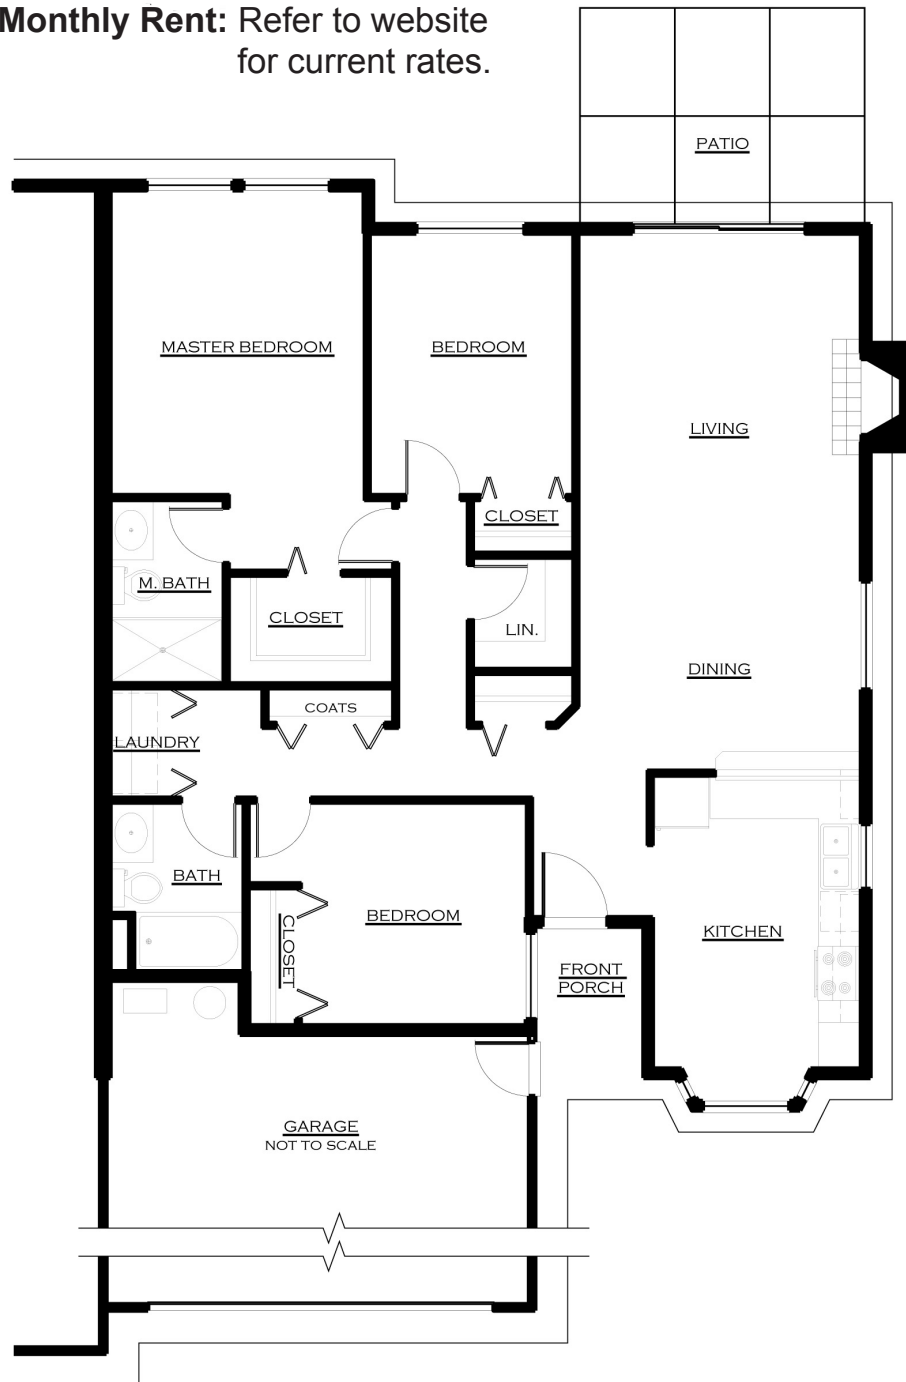 Monthly Rent: Refer to website
for current rates.
PATIO
MASTER BEDROOM
BEDROOM
LIVING
CLOSET
M. BATH
CLOSET
LIN.
DINING
COATS
LAUNDRY
BATH
BEDROOM
CLOSET
KITCHEN
FRONT
PORCH
GARAGE
NOT TO SCALE